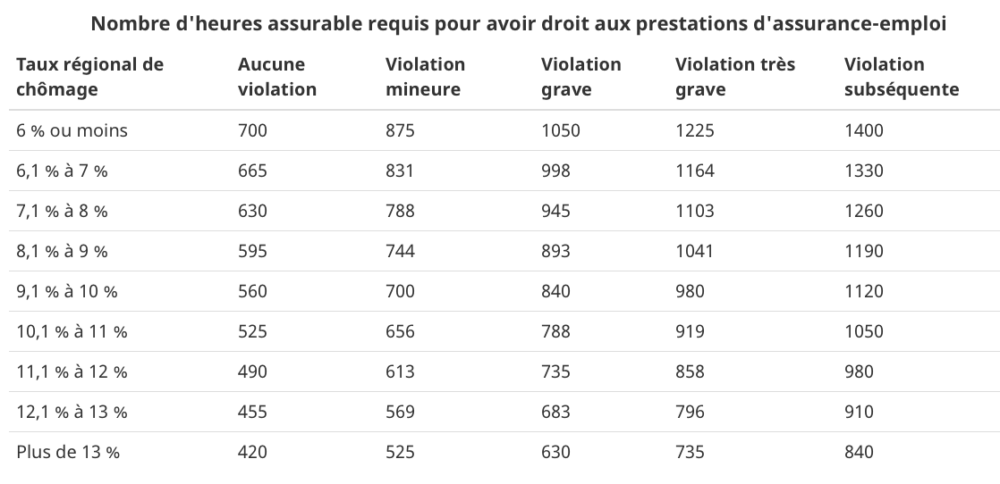 Nombre d'heures assurable requis pour avoir droit aux prestations d'assurance-emploi
Taux régional de chômage Aucune violation Violation mineure Violation grave Violation très grave Violation subséquente
6 % ou moins 700 875 1050 1225 1400
6,1 % à 7 % 665 831 998 1164 1330
7,1 % à 8 % 630 788 945 1103 1260
8,1 % à 9 % 595 744 893 1041 1190
9,1 % à 10 % 560 700 840 980 1120
10,1 % à 11 % 525 656 788 919 1050
11,1 % à 12 % 490 613 735 858 980
12,1 % à 13 % 455 569 683 796 910
Plus de 13 % 420 525 630 735 840